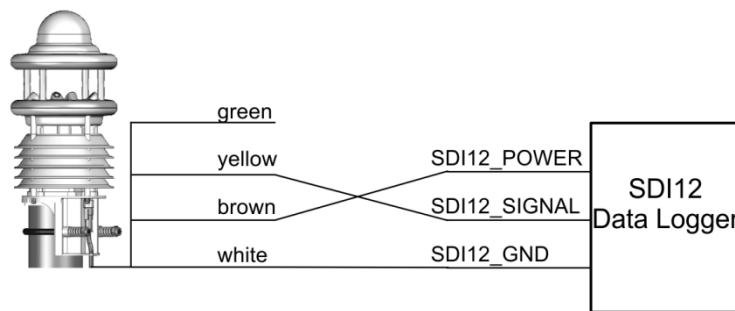 green
yellow
brown
white
SDI12_POWER
SDI12_SIGNAL
SDI12_GND
SDI12
Data Logger